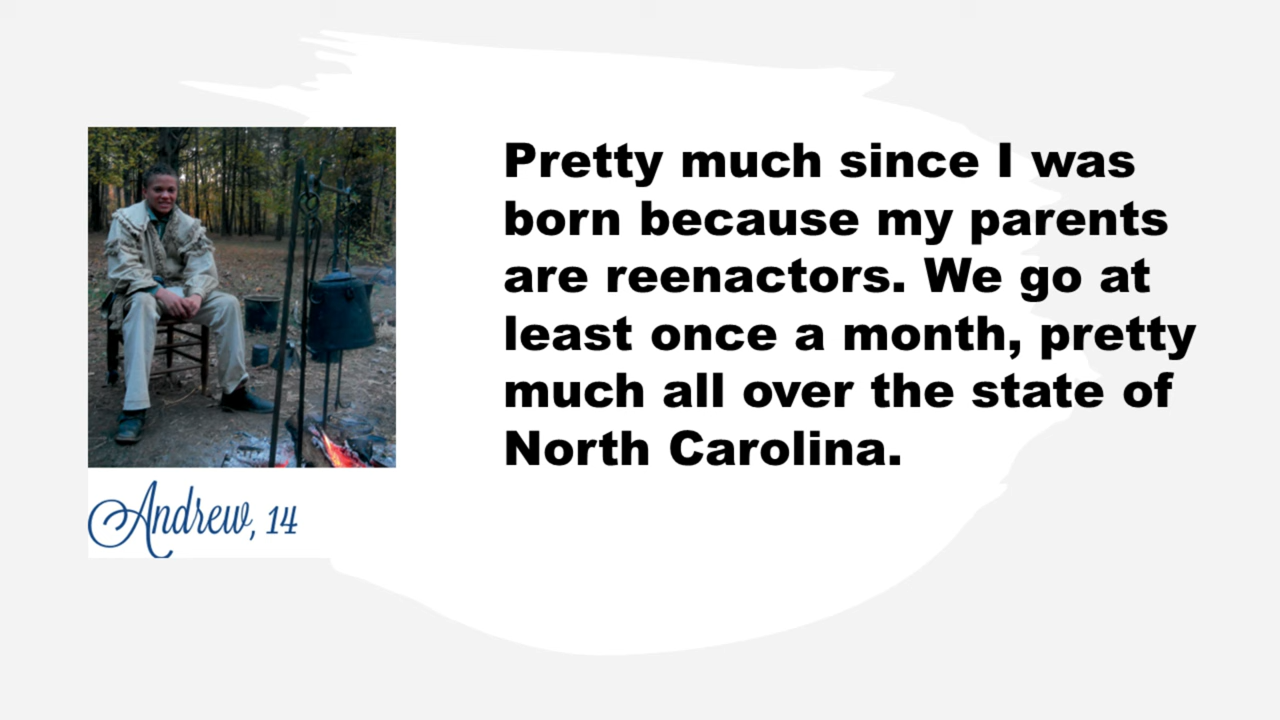 Pretty much since I was
born because my parents
are reenactors. We go at
least once a month, pretty
much all over the state of
North Carolina.
Andrew, 14